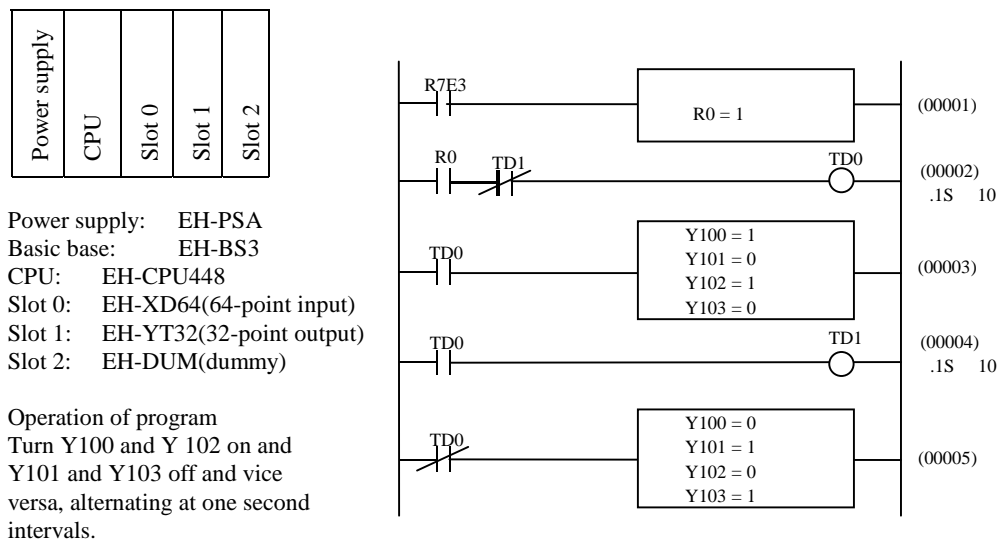 Power supply
CPU
Slot 0
Slot 1
Slot 2
Power supply: EH-PSA
Basic base: EH-BS3
CPU: EH-CPU448
Slot 0: EH-XD64(64-point input)
Slot 1: EH-YT32(32-point output)
Slot 2: EH-DUM(dummy)
Operation of program
Turn Y100 and Y 102 on and
Y101 and Y103 off and vice
versa, alternating at one second
intervals.
R7E3
R0 = 1
(00001)
R0 TD1 TD0
(00002)
.1S 10
TD0
Y100 = 1
Y101 = 0
Y102 = 1
Y103 = 0
(00003)
TD0 TD1
(00004)
.1S 10
TD0
Y100 = 0
Y101 = 1
Y102 = 0
Y103 = 1
(00005)